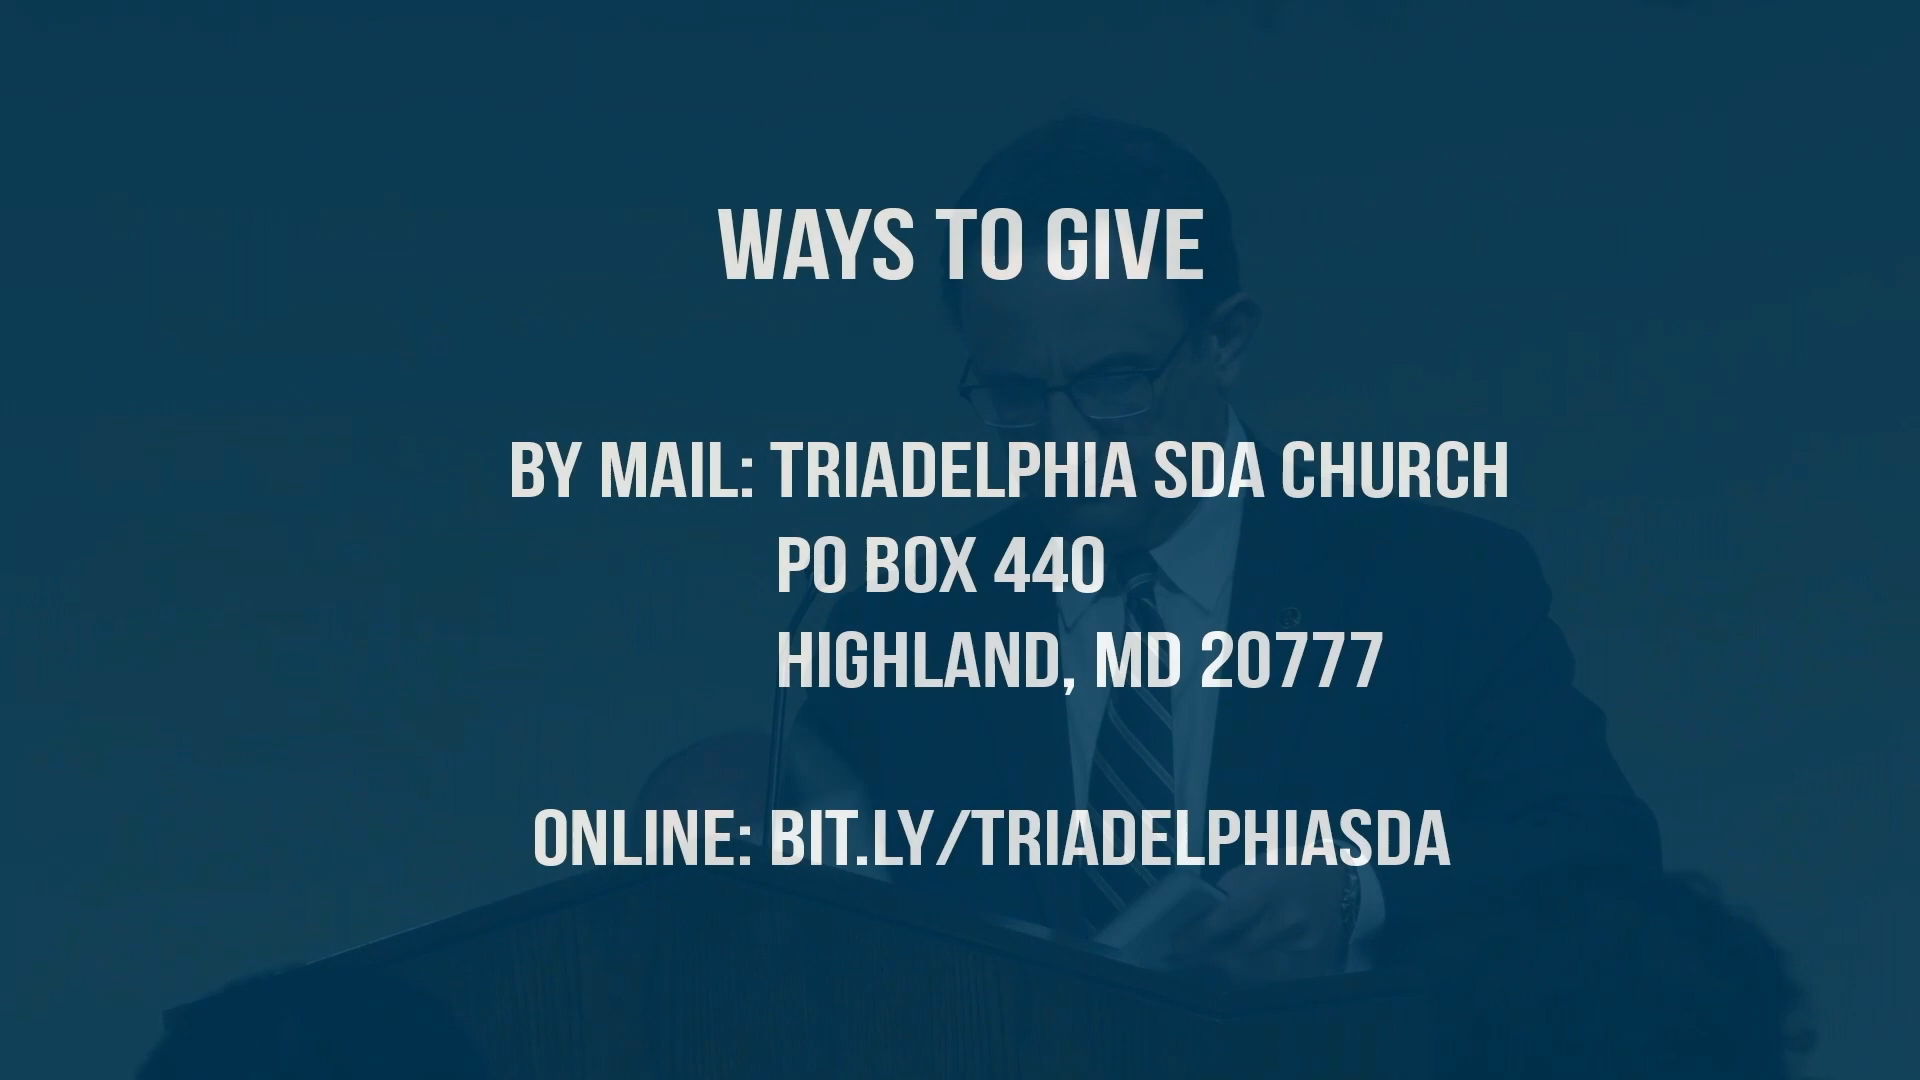 WAYS TO GIVE
BY MAIL: TRIADELPHIA SDA CHURCH
PO BOX 440
HIGHLAND, MD 20777
ONLINE: BIT.LY/TRIADELPHIASDA